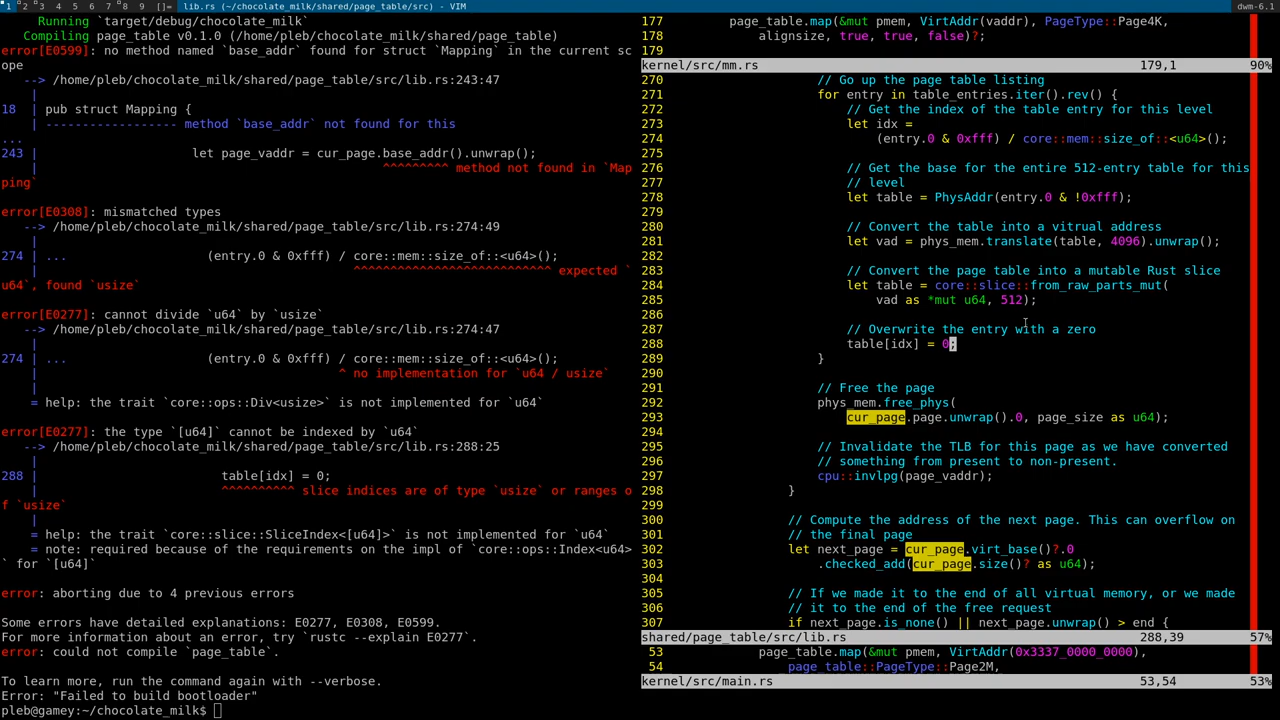 1 2 3 4 5 6 7 8 9 []= lib.rs (~/chocolate_milk/shared/page_table/src) - VIM dwm-6.1
Running `target/debug/chocolate_milk`
Compiling page_table v0.1.0 (/home/pleb/chocolate_milk/shared/page_table)
error[E0599]: no method named `base_addr` found for struct `Mapping` in the current sc
ope
--> /home/pleb/chocolate_milk/shared/page_table/src/lib.rs:243:47
|
18 | pub struct Mapping {
| ------------------ method `base_addr` not found for this
...
243 | let page_vaddr = cur_page.base_addr().unwrap();
| ^^^^^^^^^ method not found in `Map
ping`
error[E0308]: mismatched types
--> /home/pleb/chocolate_milk/shared/page_table/src/lib.rs:274:49
|
274 | ... (entry.0 & 0xfff) / core::mem::size_of::<u64>();
| ^^^^^^^^^^^^^^^^^^^^^^^^^^^ expected `
u64`, found `usize`
error[E0277]: cannot divide `u64` by `usize`
--> /home/pleb/chocolate_milk/shared/page_table/src/lib.rs:274:47
|
274 | ... (entry.0 & 0xfff) / core::mem::size_of::<u64>();
| ^ no implementation for `u64 / usize`
|
= help: the trait `core::ops::Div<usize>` is not implemented for `u64`
error[E0277]: the type `[u64]` cannot be indexed by `u64`
--> /home/pleb/chocolate_milk/shared/page_table/src/lib.rs:288:25
|
288 | table[idx] = 0;
| ^^^^^^^^^^ slice indices are of type `usize` or ranges o
f `usize`
|
= help: the trait `core::slice::SliceIndex<[u64]>` is not implemented for `u64`
= note: required because of the requirements on the impl of `core::ops::Index<u64>
` for `[u64]`
error: aborting due to 4 previous errors
Some errors have detailed explanations: E0277, E0308, E0599.
For more information about an error, try `rustc --explain E0277`.
error: could not compile `page_table`.
To learn more, run the command again with --verbose.
Error: "Failed to build bootloader"
pleb@gamey:~/chocolate_milk$
177 page_table.map(&mut pmem, VirtAddr(vaddr), PageType::Page4K,
178 alignsize, true, true, false)?;
179
kernel/src/mm.rs 179,1 90%
270 // Go up the page table listing
271 for entry in table_entries.iter().rev() {
272 // Get the index of the table entry for this level
273 let idx =
274 (entry.0 & 0xfff) / core::mem::size_of::<u64>();
275
276 // Get the base for the entire 512-entry table for this
277 // level
278 let table = PhysAddr(entry.0 & !0xfff);
279
280 // Convert the table into a vitrual address
281 let vad = phys_mem.translate(table, 4096).unwrap();
282
283 // Convert the page table into a mutable Rust slice
284 let table = core::slice::from_raw_parts_mut(
285 vad as *mut u64, 512);
286
287 // Overwrite the entry with a zero
288 table[idx] = 0;
289 }
290
291 // Free the page
292 phys_mem.free_phys(
293 cur_page.page.unwrap().0, page_size as u64);
294
295 // Invalidate the TLB for this page as we have converted
296 // something from present to non-present.
297 cpu::invlpg(page_vaddr);
298 }
299
300 // Compute the address of the next page. This can overflow on
301 // the final page
302 let next_page = cur_page.virt_base()?.0
303 .checked_add(cur_page.size()? as u64);
304
305 // If we made it to the end of all virtual memory, or we made
306 // it to the end of the free request
307 if next_page.is_none() || next_page.unwrap() > end {
shared/page_table/src/lib.rs 288,39 57%
53 page_table.map(&mut pmem, VirtAddr(0x3337_0000_0000),
54 page_table::PageType::Page2M,
kernel/src/main.rs 53,54 53%